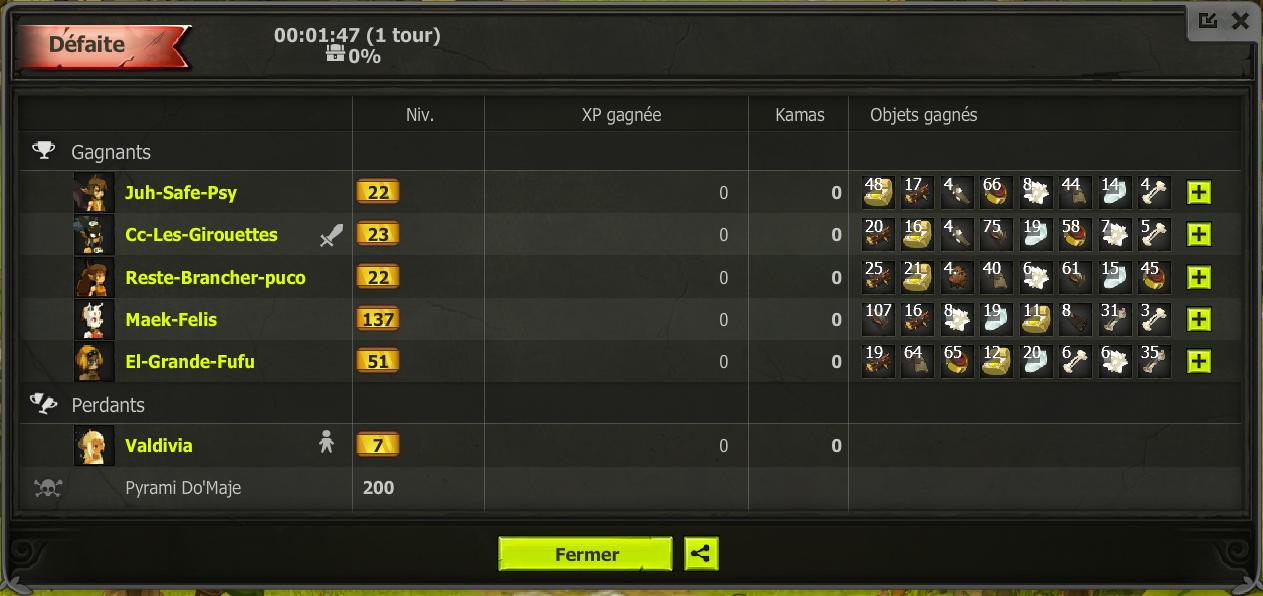 Défaite
00:01:47 (1 tour)
0%
Niv. XP gagnée Kamas Objets gagnés
Gagnants
Juh-Safe-Psy 22 0 0 48 17 4 66 8 44 14 4
Cc-Les-Girouettes 23 0 0 20 16 4 75 19 58 7 5
Reste-Brancher-puco 22 0 0 25 21 4 40 6 61 15 45
Maek-Felis 137 0 0 107 16 8 19 11 8 31 3
El-Grande-Fufu 51 0 0 19 64 65 12 20 6 6 35
Perdants
Valdivia 7 0 0
Pyrami Do'Maje 200
Fermer